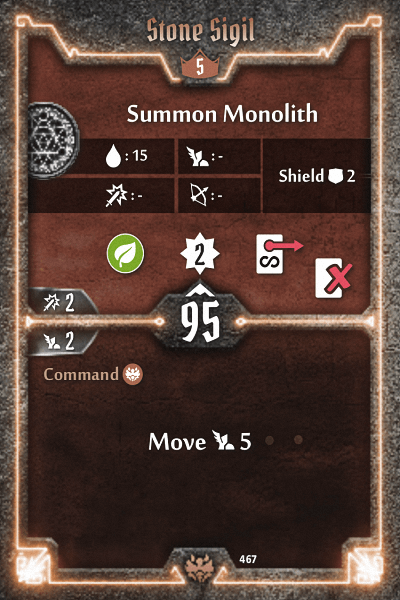 Stone Sigil
5
Summon Monolith
: 15
: -
Shield 2
: -
: -
2
2
95
2
Command
Move 5
467